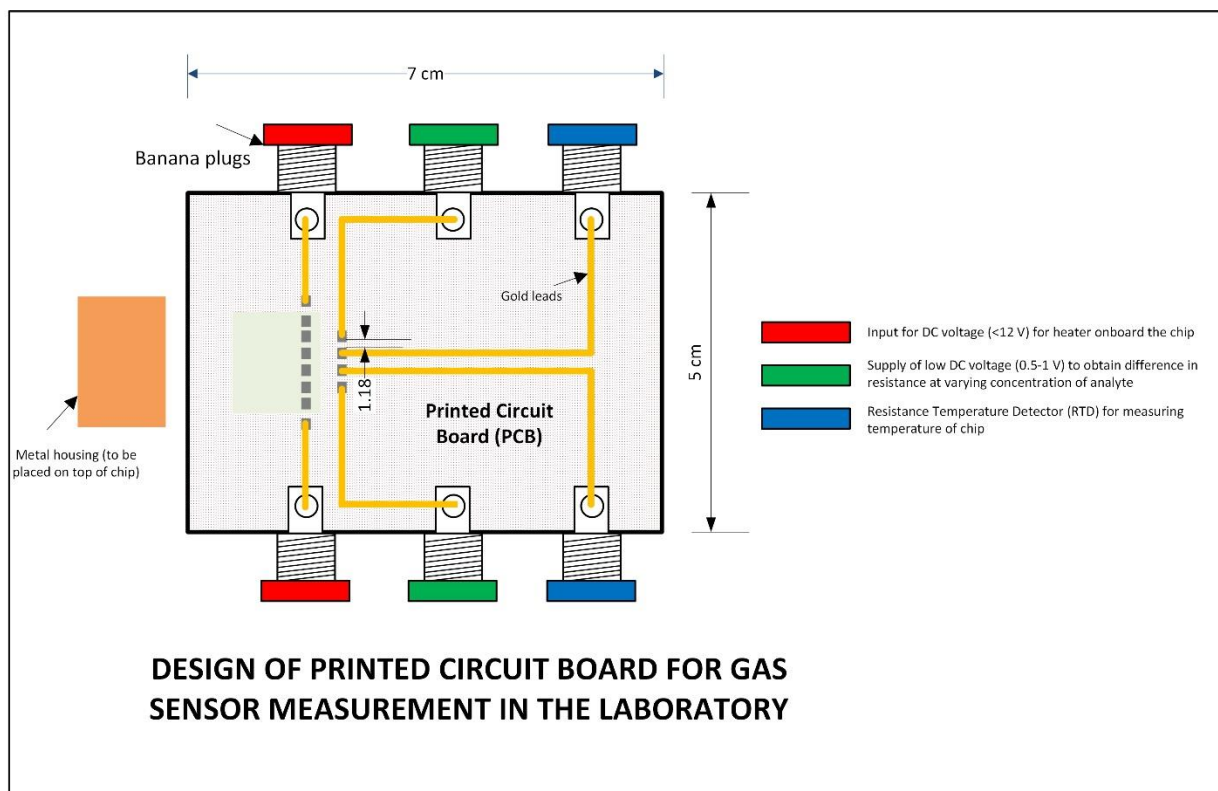 7 cm
Banana plugs
Gold leads
1.18
5 cm
Printed Circuit
Board (PCB)
Metal housing (to be
placed on top of chip)
Input for DC voltage (<12 V) for heater onboard the chip
Supply of low DC voltage (0.5-1 V) to obtain difference in
resistance at varying concentration of analyte
Resistance Temperature Detector (RTD) for measuring
temperature of chip
DESIGN OF PRINTED CIRCUIT BOARD FOR GAS
SENSOR MEASUREMENT IN THE LABORATORY